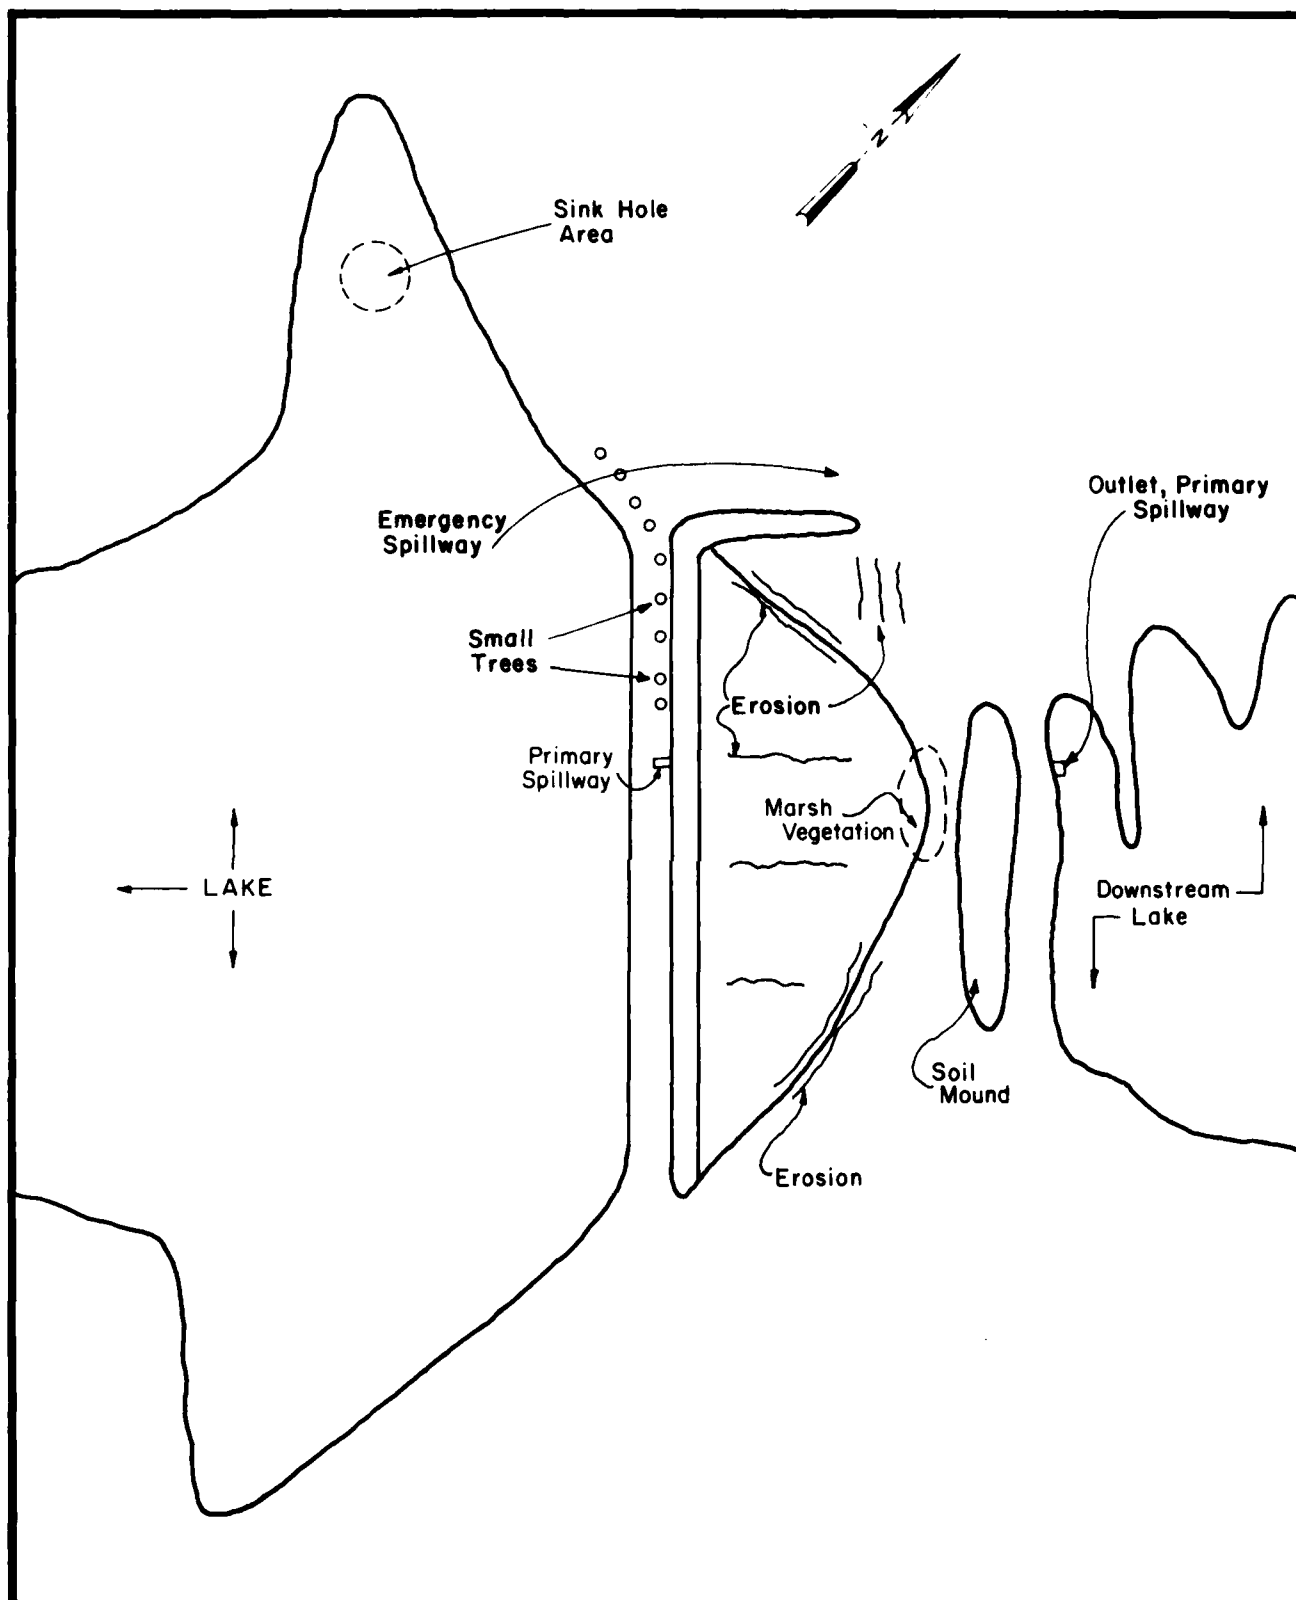 N
Sink Hole
Area
Emergency
Spillway
Outlet, Primary
Spillway
Small
Trees
Erosion
Primary
Spillway
Marsh
Vegetation
LAKE
Downstream
Lake
Soil
Mound
Erosion